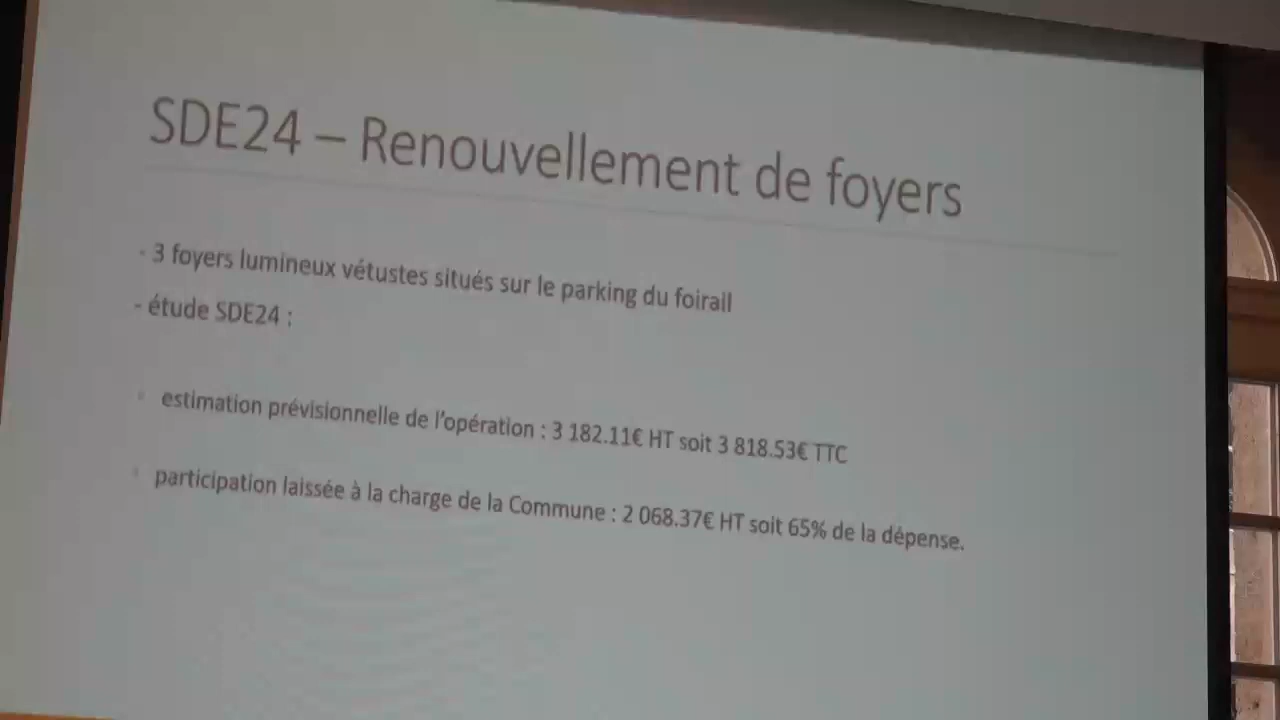 SDE24 – Renouvellement de foyers
- 3 foyers lumineux vétustes situés sur le parking du foirail
- étude SDE24 :
• estimation prévisionnelle de l'opération : 3 182.11€ HT soit 3 818.53€ TTC
• participation laissée à la charge de la Commune : 2 068.37€ HT soit 65% de la dépense.